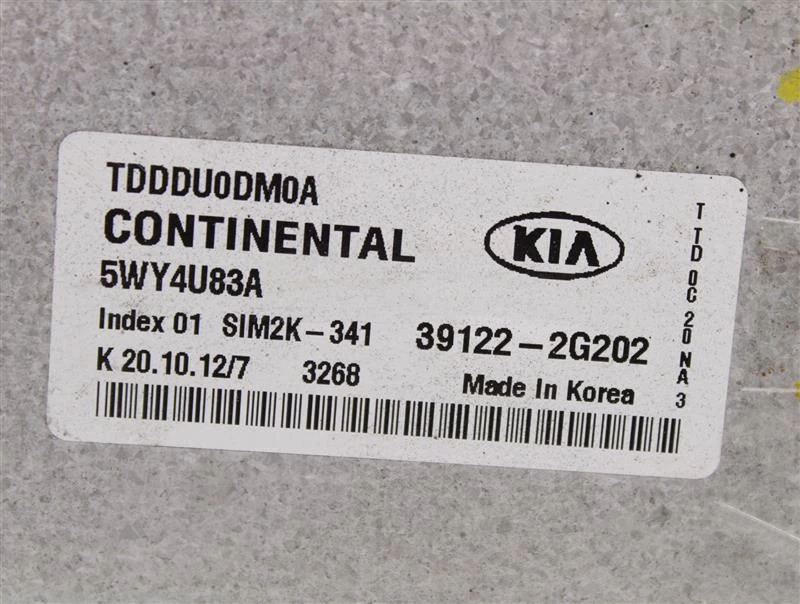 TDDDU0DM0A
CONTINENTAL
KIA
5WY4U83A
Index 01 SIM2K-341 39122-2G202
K 20.10.12/7 3268 Made In Korea
TTD0C20NA3